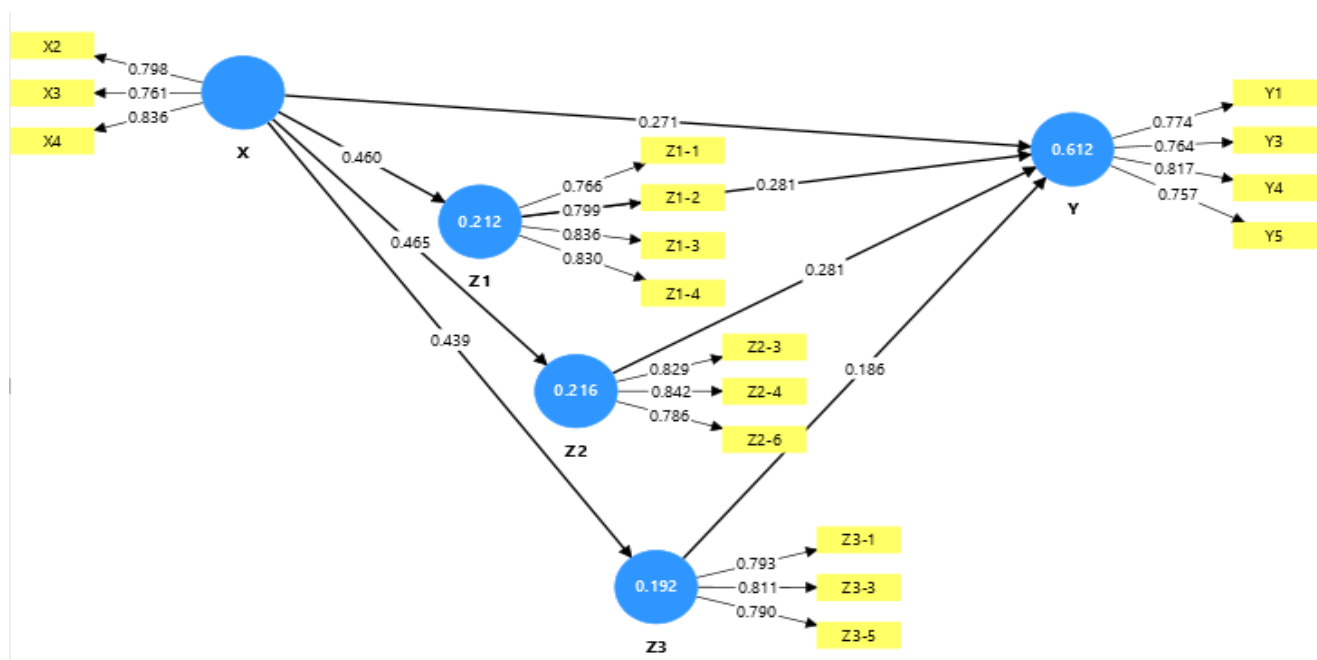 X2
X3
X4
0.798
0.761
0.836
X
0.271
0.460
0.465
0.439
0.212
Z1
0.766
0.799
0.836
0.830
Z1-1
Z1-2
Z1-3
Z1-4
0.281
0.216
Z2
0.829
0.842
0.786
Z2-3
Z2-4
Z2-6
0.281
0.192
Z3
0.793
0.811
0.790
Z3-1
Z3-3
Z3-5
0.186
0.612
Y
0.774
0.764
0.817
0.757
Y1
Y3
Y4
Y5